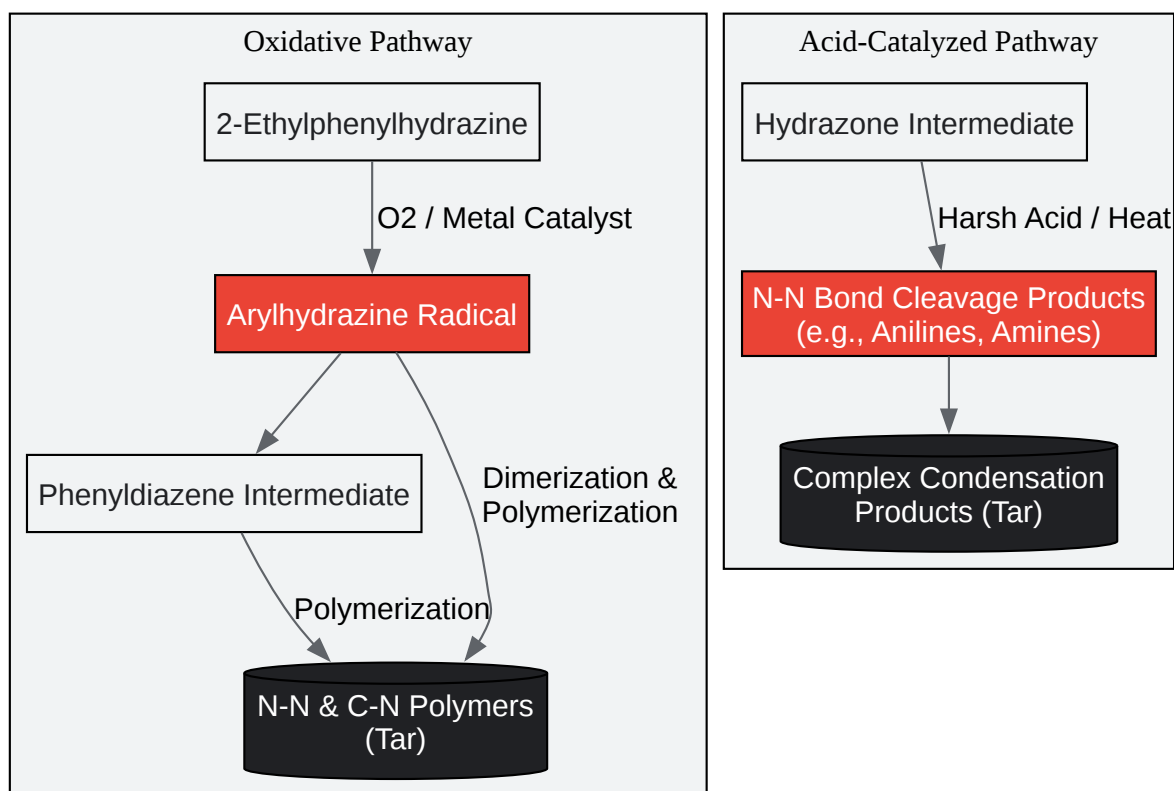 Oxidative Pathway
2-Ethylphenylhydrazine
O2 / Metal Catalyst
Arylhydrazine Radical
Phenyldiazene Intermediate
Dimerization &
Polymerization
Polymerization
N-N & C-N Polymers
(Tar)
Acid-Catalyzed Pathway
Hydrazone Intermediate
Harsh Acid / Heat
N-N Bond Cleavage Products
(e.g., Anilines, Amines)
Complex Condensation
Products (Tar)